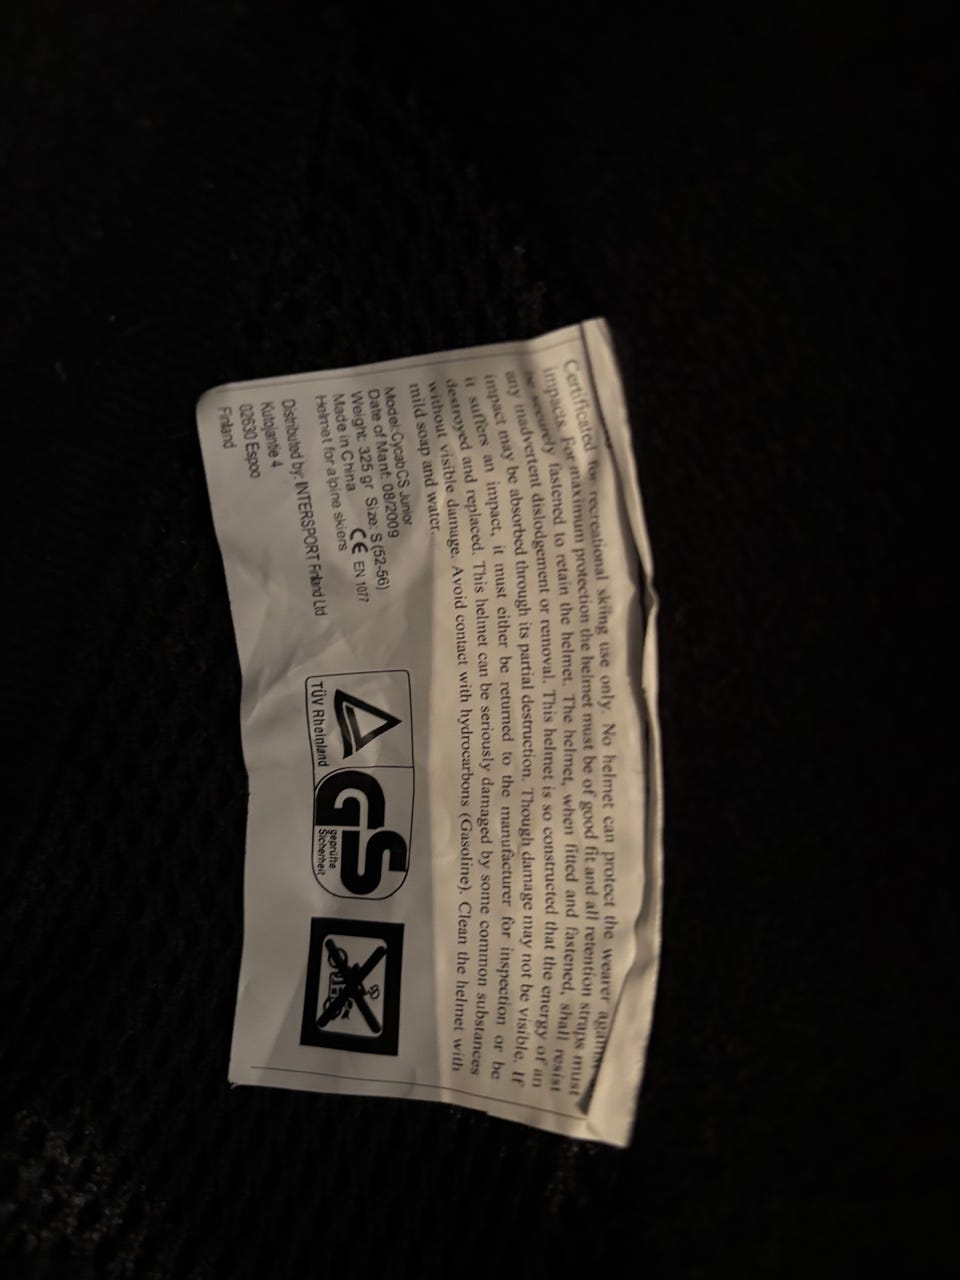 Certificated for recreational skiing use only. No helmet can protect the wearer against
impacts. For maximum protection the helmet must be of good fit and all retention straps must
be securely fastened to retain the helmet. The helmet, when fitted and fastened, shall resist
any inadvertent dislodgement or removal. This helmet is so constructed that the energy of an
impact may be absorbed through its partial destruction. Though damage may not be visible. If
it suffers an impact, it must either be returned to the manufacturer for inspection or be
destroyed and replaced. This helmet can be seriously damaged by some common substances
without visible damage. Avoid contact with hydrocarbons (Gasoline). Clean the helmet with
mild soap and water.
Model:Cycab CS Junior
Date of Manf: 08/2009
Weight: 325 gr Size: S (52-56)
Made in China CE EN 1077
Helmet for alpine skiers
Distributed by: INTERSPORT Finland Ltd
Kutojantie 4
02630 Espoo
Finland
TÜV Rheinland
GS
geprüfte
Sicherheit